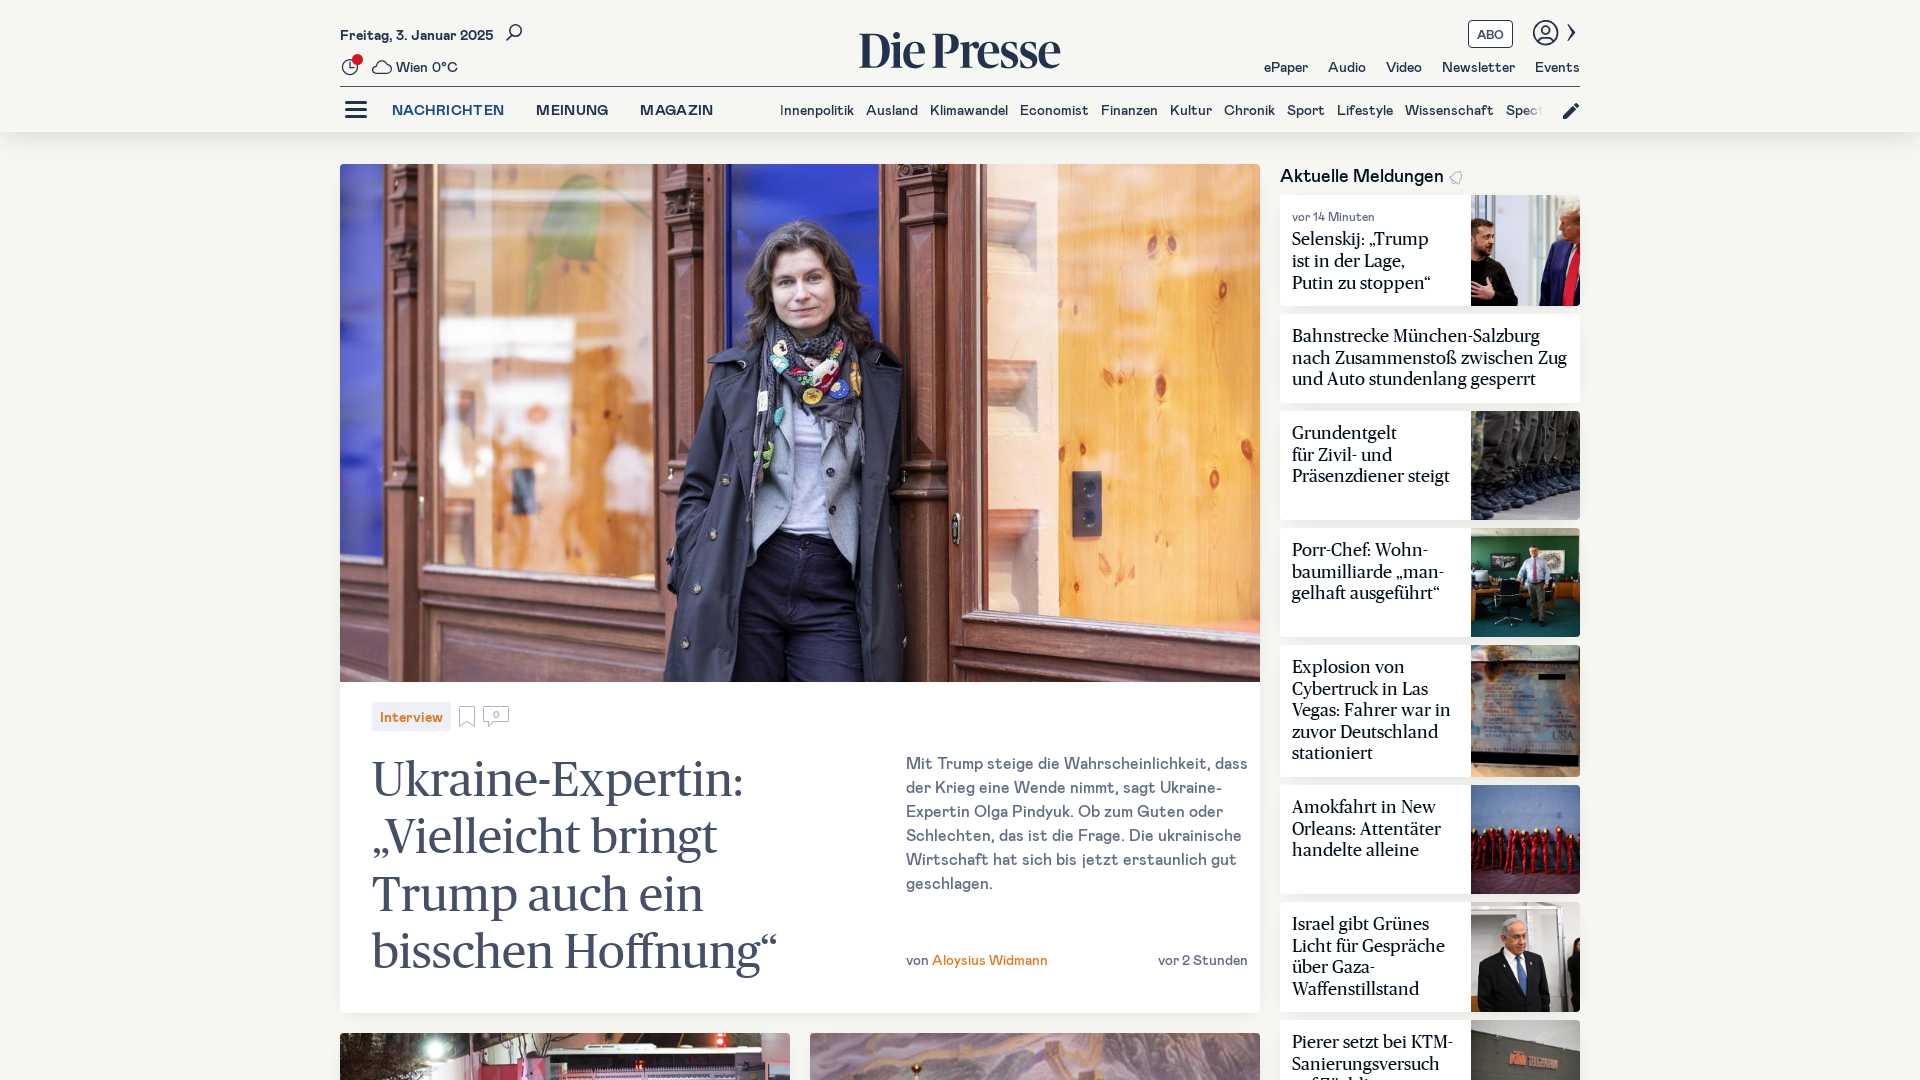 Freitag, 3. Januar 2025
Wien 0°C
Die Presse
ABO
ePaper Audio Video Newsletter Events
NACHRICHTEN MEINUNG MAGAZIN
Innenpolitik Ausland Klimawandel Economist Finanzen Kultur Chronik Sport Lifestyle Wissenschaft Spect
Interview
0
Ukraine-Expertin:
„Vielleicht bringt
Trump auch ein
bisschen Hoffnung“
Mit Trump steige die Wahrscheinlichkeit, dass
der Krieg eine Wende nimmt, sagt Ukraine-
Expertin Olga Pindyuk. Ob zum Guten oder
Schlechten, das ist die Frage. Die ukrainische
Wirtschaft hat sich bis jetzt erstaunlich gut
geschlagen.
von Aloysius Widmann
vor 2 Stunden
Aktuelle Meldungen
vor 14 Minuten
Selenskij: „Trump
ist in der Lage,
Putin zu stoppen“
Bahnstrecke München-Salzburg
nach Zusammenstoß zwischen Zug
und Auto stundenlang gesperrt
Grundentgelt
für Zivil- und
Präsenzdiener steigt
Porr-Chef: Wohn-
baumilliarde „man-
gelhaft ausgeführt“
Explosion von
Cybertruck in Las
Vegas: Fahrer war in
zuvor Deutschland
stationiert
USA
Amokfahrt in New
Orleans: Attentäter
handelte alleine
Israel gibt Grünes
Licht für Gespräche
über Gaza-
Waffenstillstand
Pierer setzt bei KTM-
Sanierungsversuch